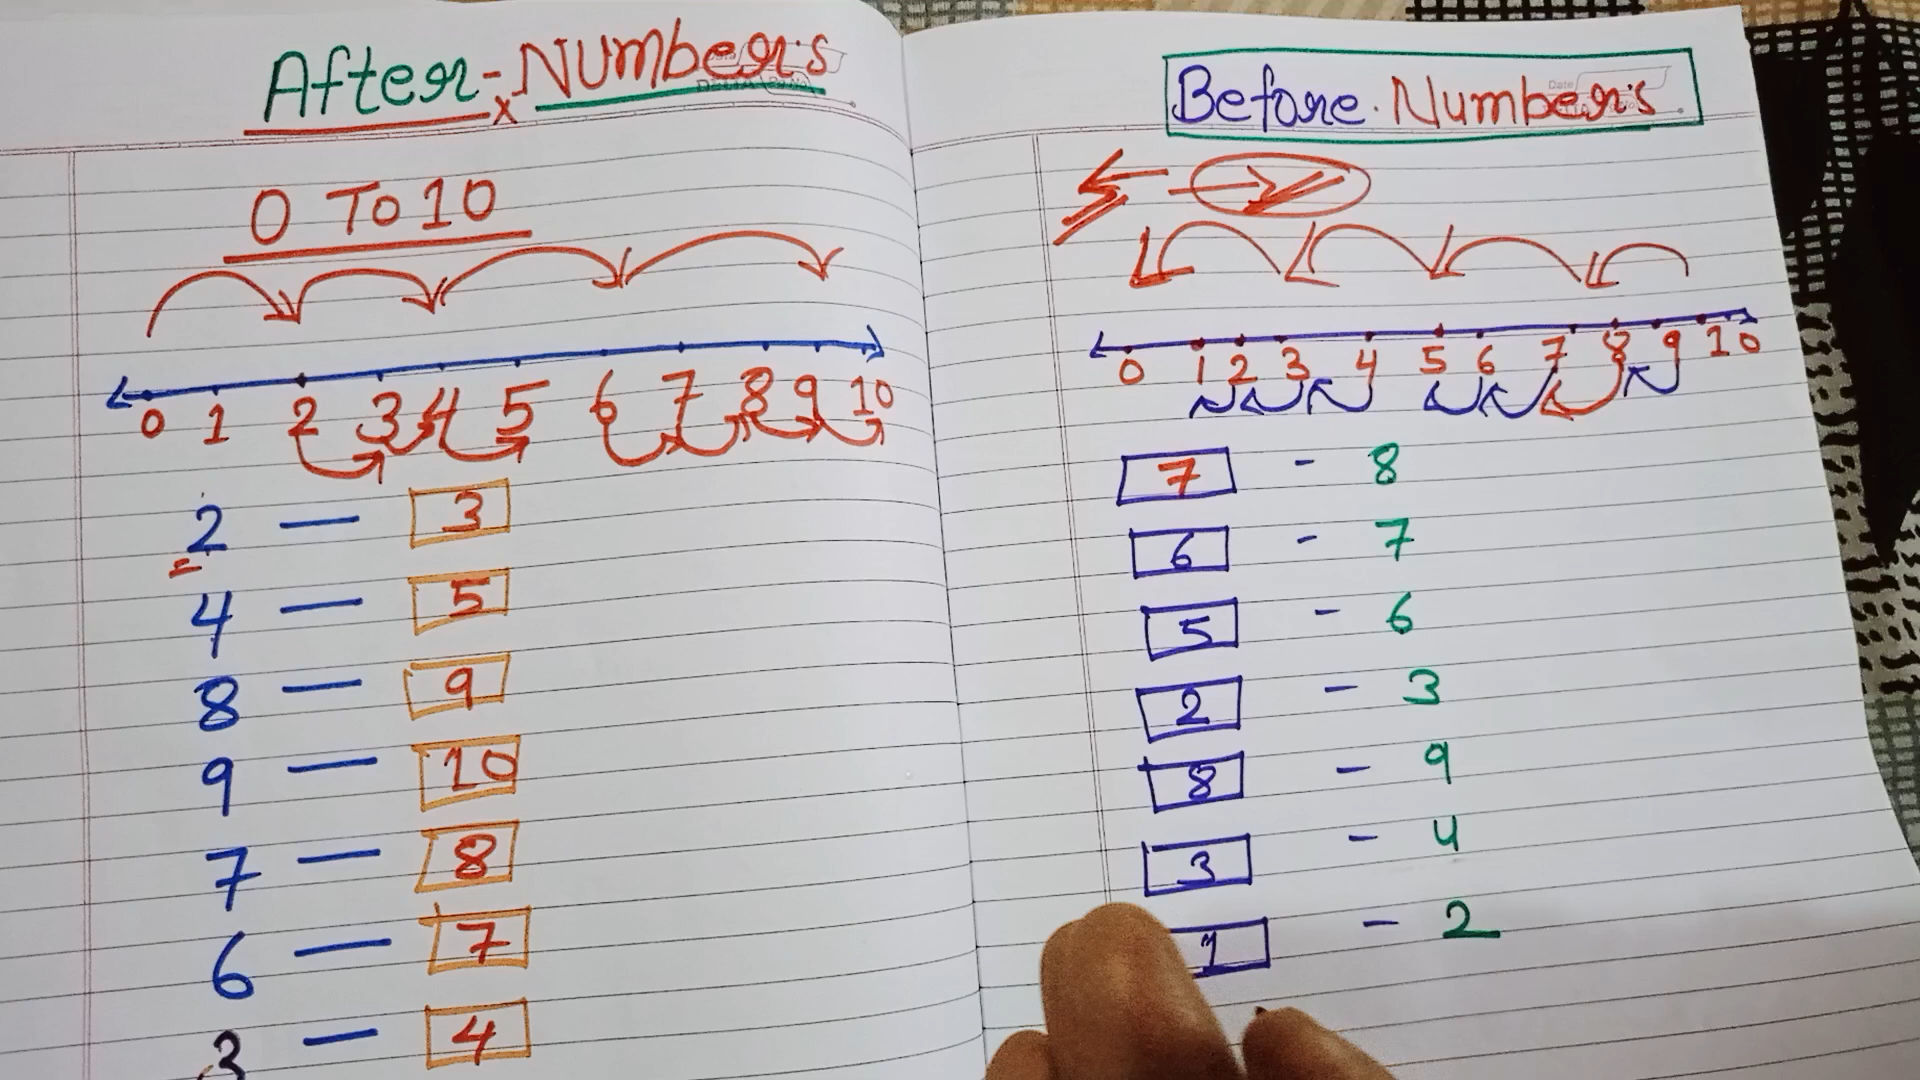 After - Numbers
0 To 10
0 1 2 3 4 5 6 7 8 9 10
2 — 3
4 — 5
8 — 9
9 — 10
7 — 8
6 — 7
3 — 4
Date
Before Numbers
0 1 2 3 4 5 6 7 8 9 10
7 - 8
6 - 7
5 - 6
2 - 3
8 - 9
3 - 4
1 - 2